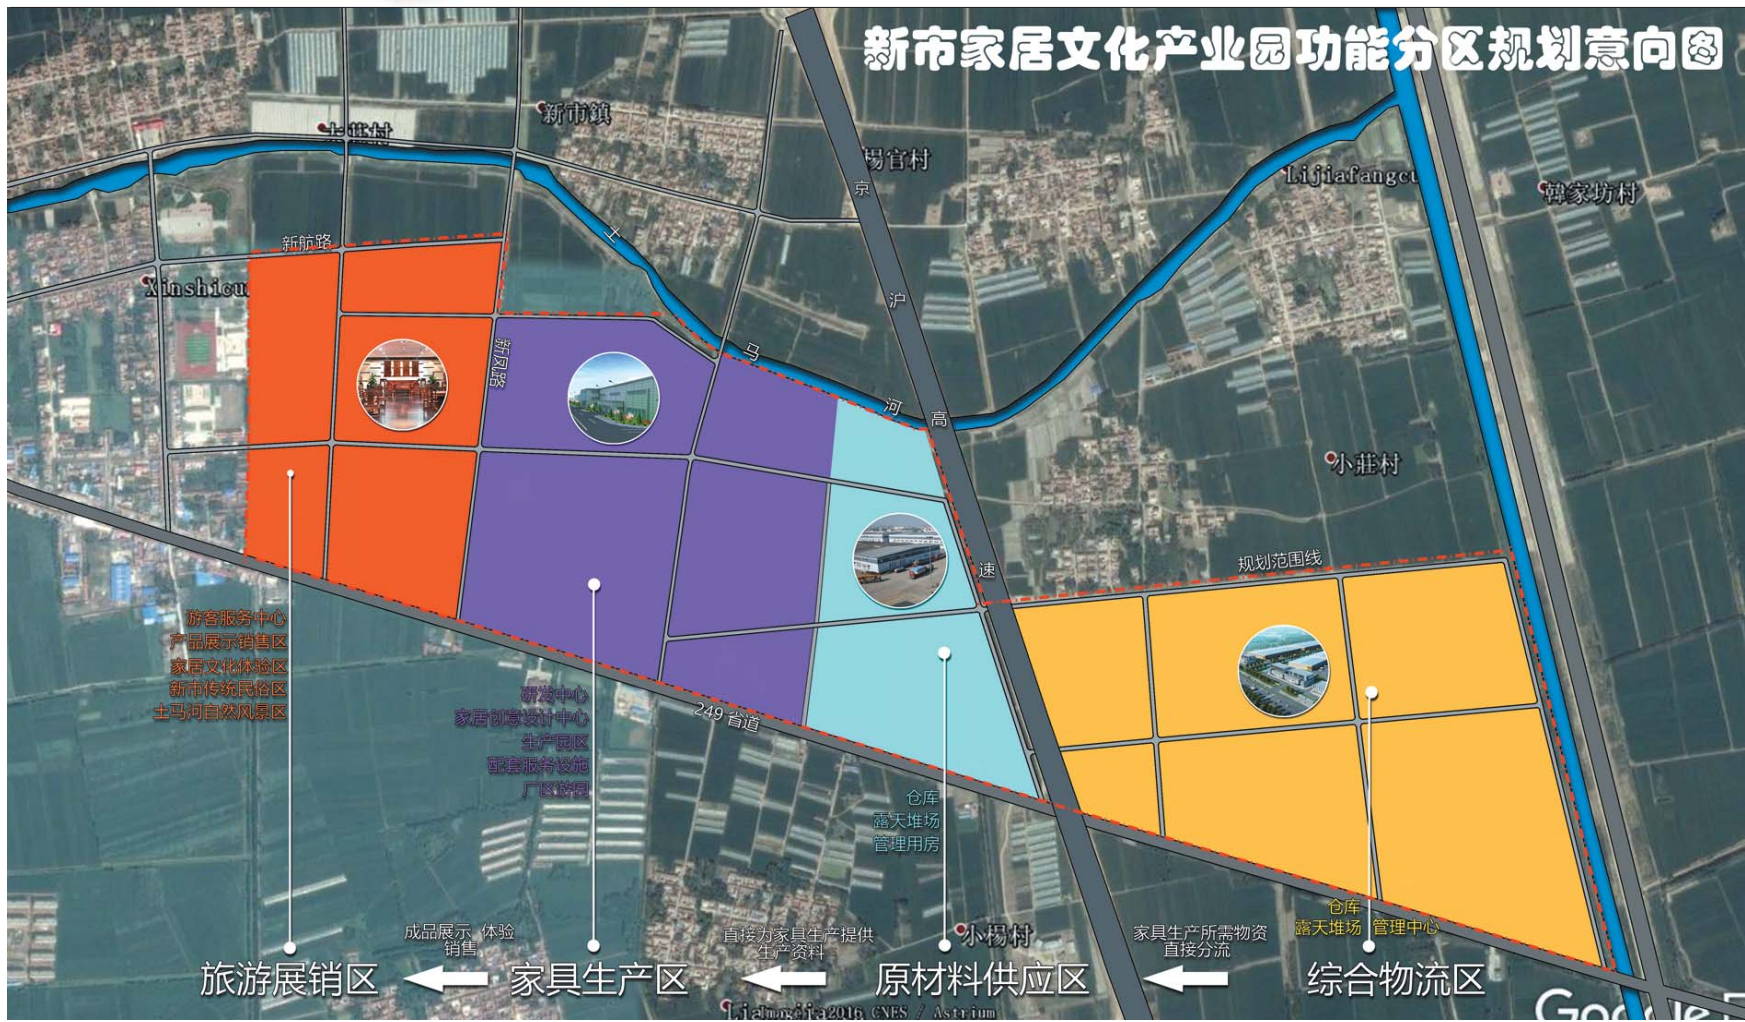 新市家居文化产业园功能分区规划意向图
新市鎮
楊官村
Lijiafangcu
韓家坊村
京
沪
高
速
土
马
河
新航路
Xinshicu
新风路
小莊村
规划范围线
249 省道
游客服务中心
产品展示销售区
家居文化体验区
新市传统民俗区
土马河自然风景区
研发中心
家居创意设计中心
生产园区
配套服务设施
厂区游园
仓库
露天堆场
管理用房
仓库
露天堆场 管理中心
小楊村
成品展示 体验
销售
直接为家具生产提供
生产资料
家具生产所需物资
直接分流
旅游展销区
家具生产区
原材料供应区
综合物流区
2016 CNES / Astrium